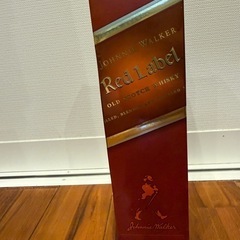 JOHNNIE WALKER
Red Label
OLD SCOTCH WHISKY
Johnnie Walker